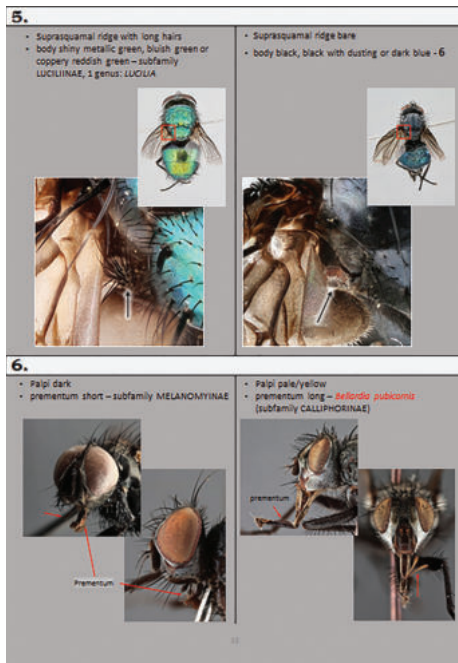 5.
• Suprasquamal ridge with long hairs
• body shiny metallic green, bluish green or
coppery reddish green – subfamily
LUCILIINAE, 1 genus: LUCILIA
• Suprasquamal ridge bare
• body black, black with dusting or dark blue - 6
6.
• Palpi dark
• prementum short – subfamily MELANOMYINAE
Prementum
• Palpi pale/yellow
• prementum long – Bellardia pubicornis
(subfamily CALLIPHORINAE)
prementum